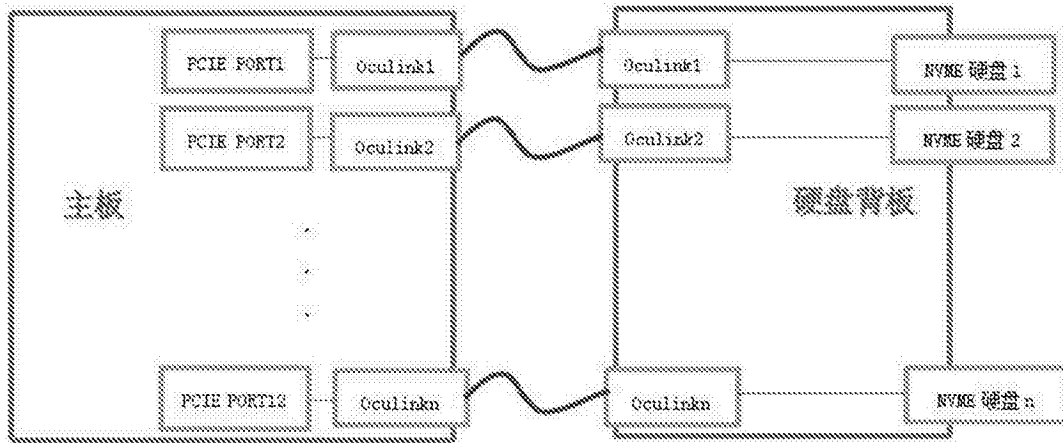 PCIE PORT1 Oculink1 Oculink1 NVME 硬盘 1
PCIE PORT2 Oculink2 Oculink2 NVME 硬盘 2
主板 硬盘背板
PCIE PORT12 Oculinkn Oculinkn NVME 硬盘 n